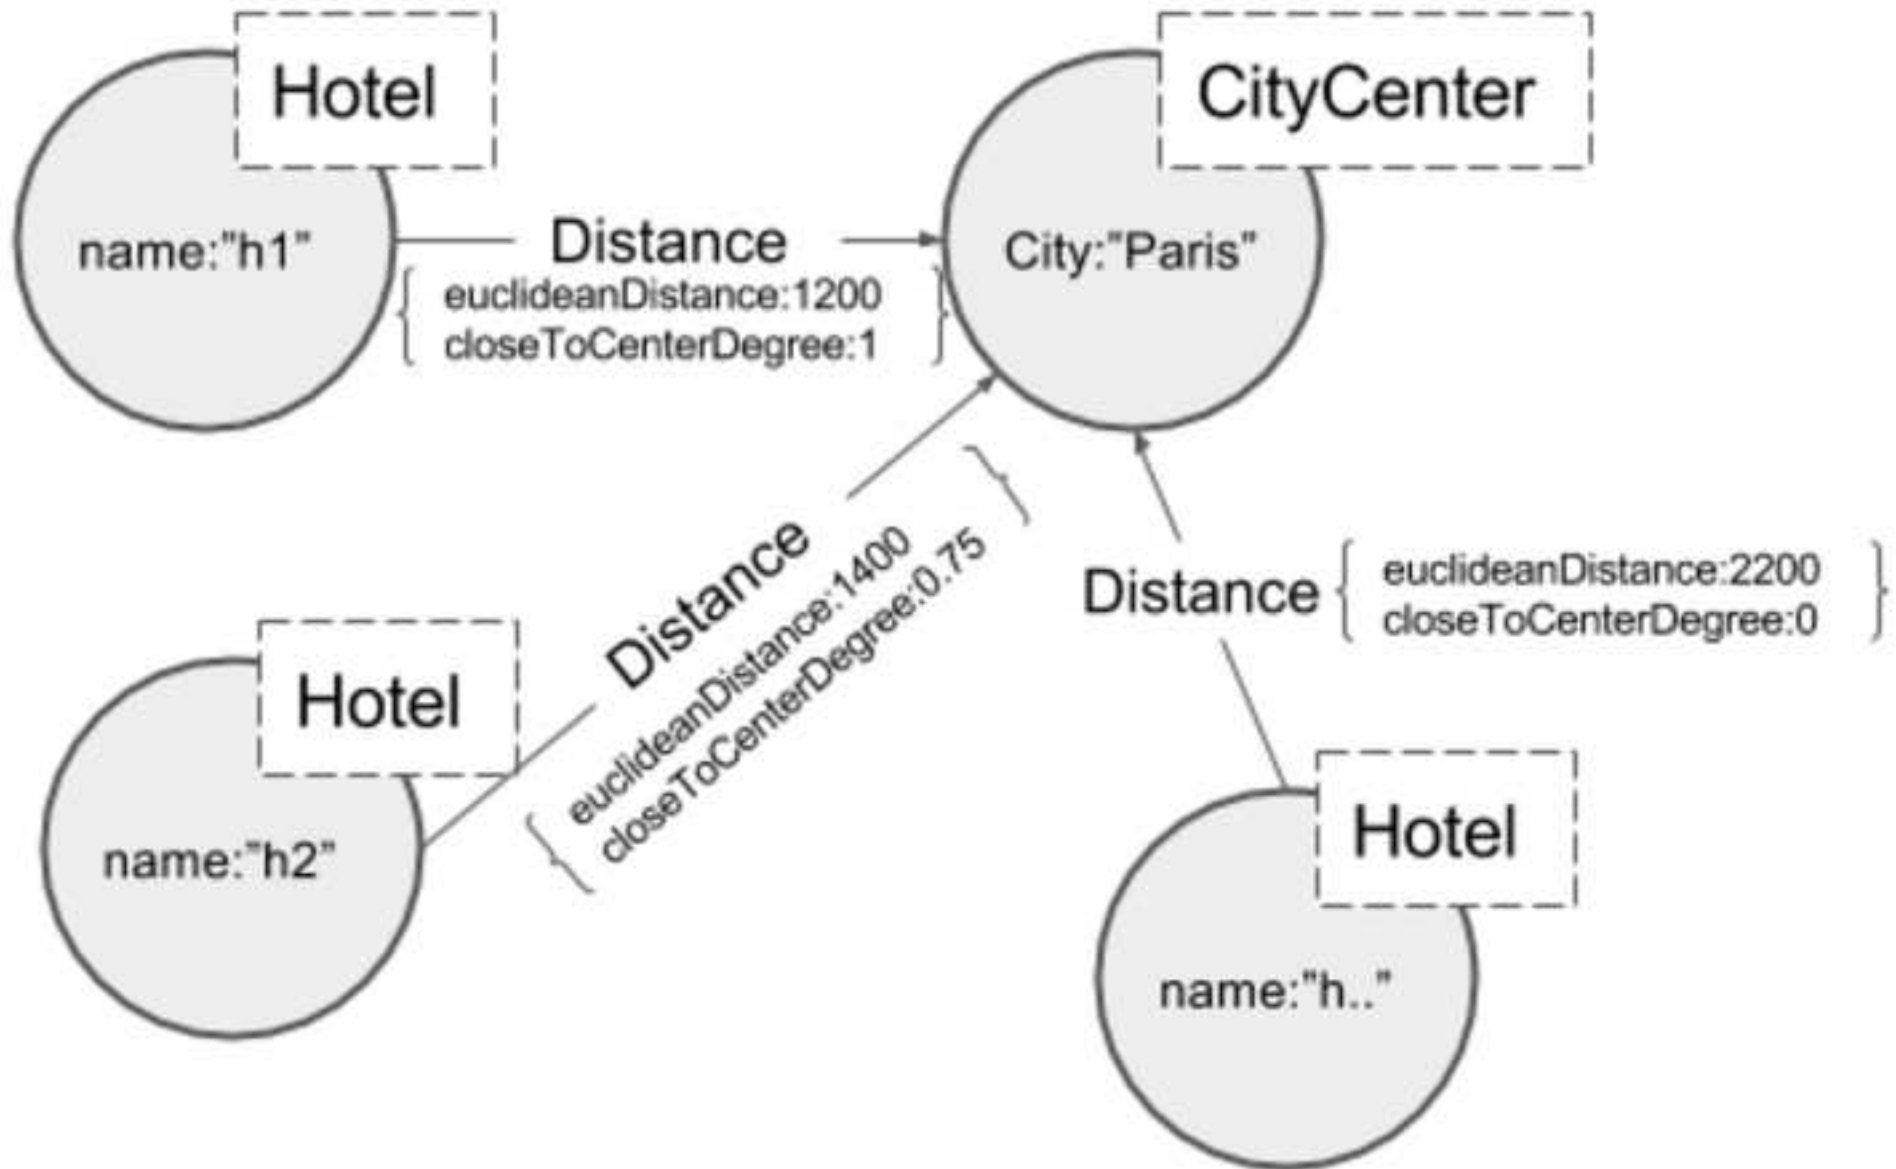 Hotel
name:"h1"
Distance
euclideanDistance:1200
closeToCenterDegree:1
CityCenter
City:"Paris"
Distance
euclideanDistance:1400
closeToCenterDegree:0.75
Distance
euclideanDistance:2200
closeToCenterDegree:0
Hotel
name:"h2"
Hotel
name:"h.."